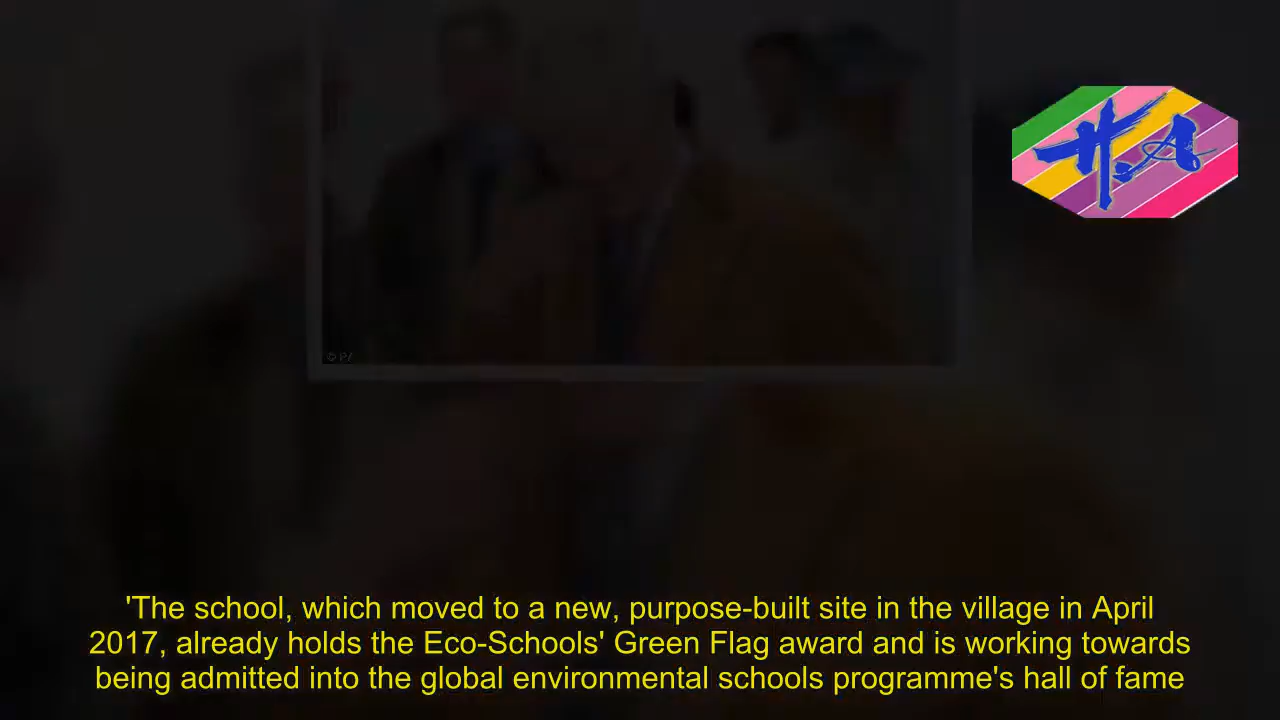 HA
© P/
'The school, which moved to a new, purpose-built site in the village in April
2017, already holds the Eco-Schools' Green Flag award and is working towards
being admitted into the global environmental schools programme's hall of fame